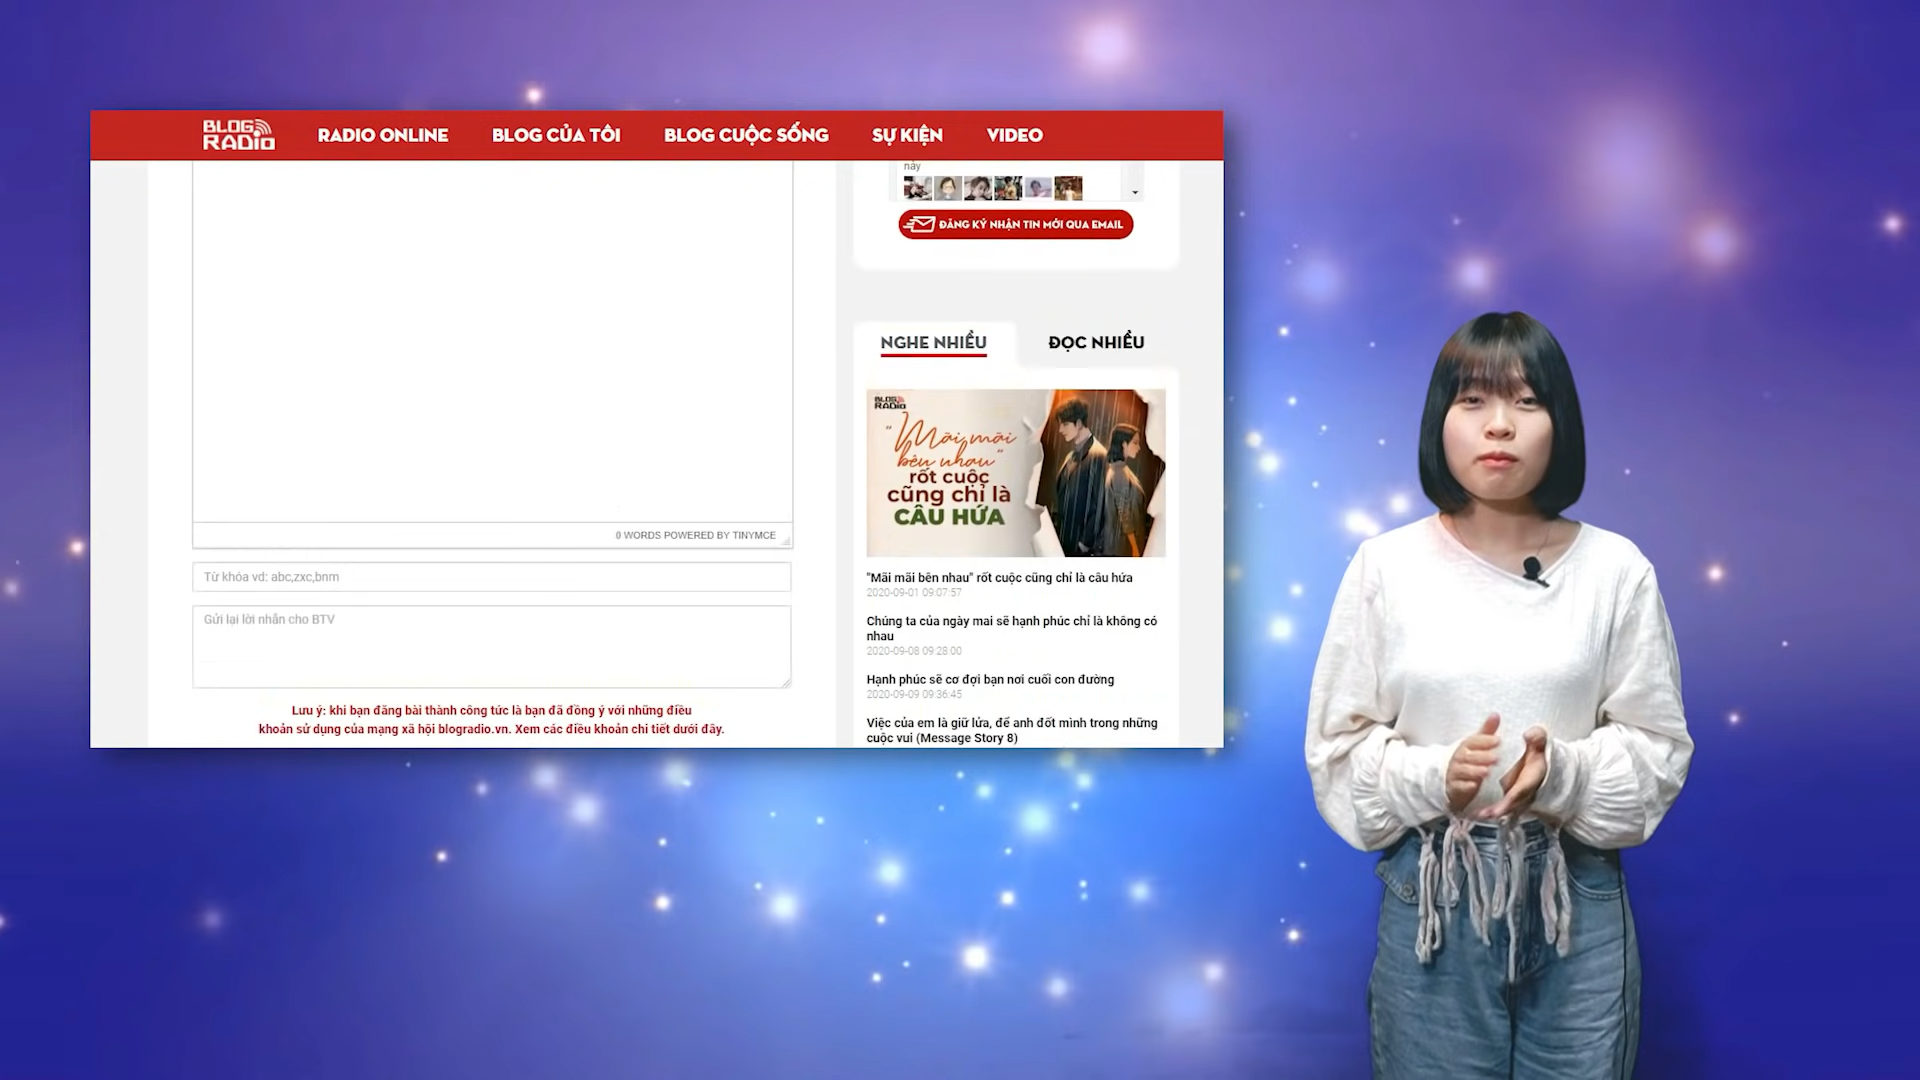 BLOG RADIO
RADIO ONLINE
BLOG CỦA TÔI
BLOG CUỘC SỐNG
SỰ KIỆN
VIDEO
này
ĐĂNG KÝ NHẬN TIN MỚI QUA EMAIL
0 WORDS POWERED BY TINYMCE
Từ khóa vd: abc,zxc,bnm
Gửi lại lời nhắn cho BTV
Lưu ý: khi bạn đăng bài thành công tức là bạn đã đồng ý với những điều
khoản sử dụng của mạng xã hội blogradio.vn. Xem các điều khoản chi tiết dưới đây.
NGHE NHIỀU
ĐỌC NHIỀU
BLOG
RADIO
"Mãi mãi
bên nhau"
rốt cuộc
cũng chỉ là
CÂU HỨA
"Mãi mãi bên nhau" rốt cuộc cũng chỉ là câu hứa
2020-09-01 09:07:57
Chúng ta của ngày mai sẽ hạnh phúc chỉ là không có
nhau
2020-09-08 09:28:00
Hạnh phúc sẽ cơ đợi bạn nơi cuối con đường
2020-09-09 09:36:45
Việc của em là giữ lửa, để anh đốt mình trong những
cuộc vui (Message Story 8)